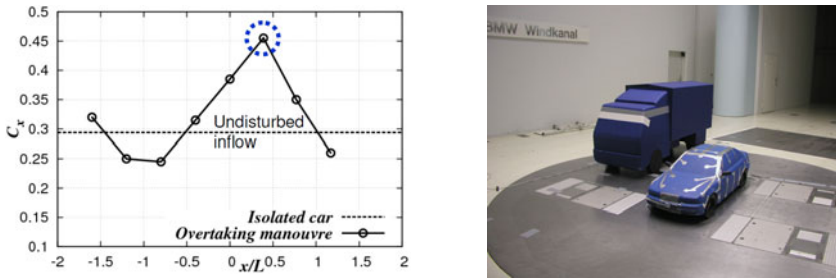 0.5
0.45
0.4
0.35
0.3
0.25
0.2
0.15
0.1
Cx
Undisturbed
inflow
Isolated car
Overtaking manouvre
-2 -1.5 -1 -0.5 0 0.5 1 1.5 2
x/L
BMW Windkanal